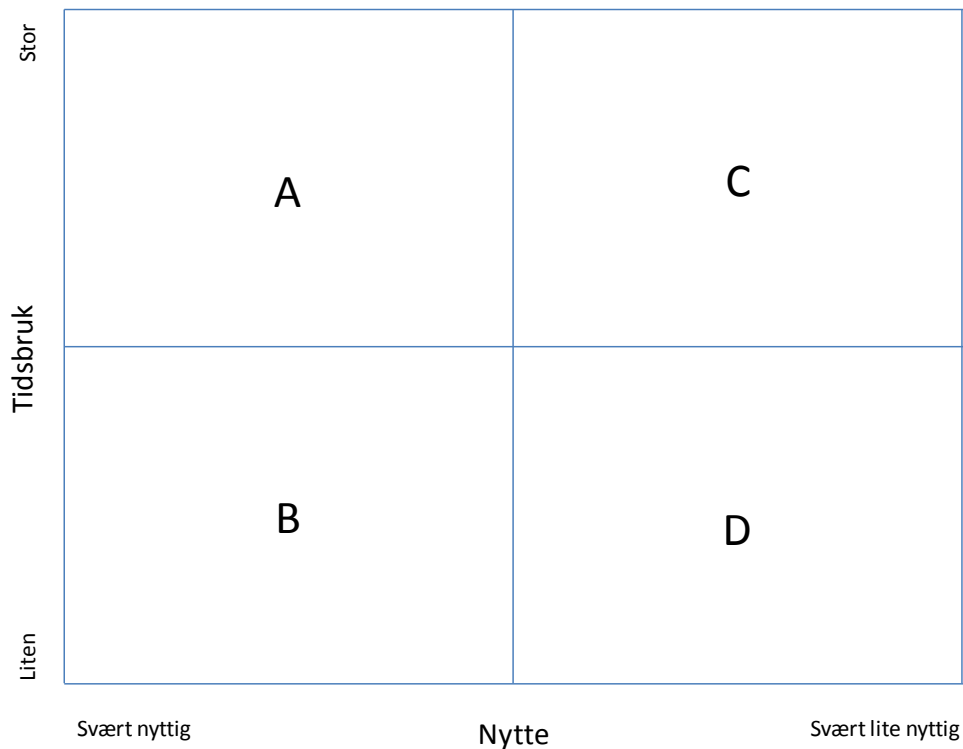 Stor
A
C
Tidsbruk
B
D
Liten
Svært nyttig
Nytte
Svært lite nyttig